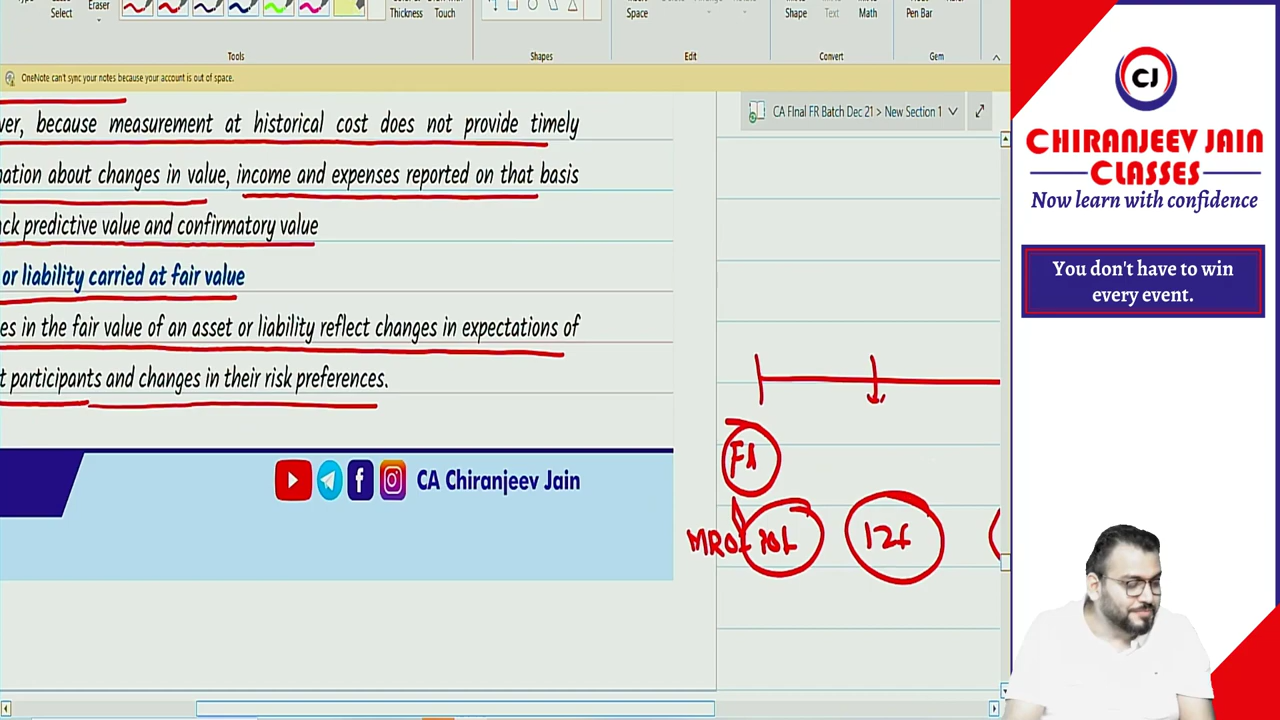 Eraser
Select
Thickness
Touch
Space
Shape
Text
Math
Pen Bar
Tools
Shapes
Edit
Convert
Gem
OneNote can't sync your notes because your account is out of space.
CA FInal FR Batch Dec 21 > New Section 1
ver, because measurement at historical cost does not provide timely
nation about changes in value, income and expenses reported on that basis
ack predictive value and confirmatory value
or liability carried at fair value
es in the fair value of an asset or liability reflect changes in expectations of
t participants and changes in their risk preferences.
CA Chiranjeev Jain
FA
10L
12L
CJ
CHIRANJEEV JAIN
CLASSES
Now learn with confidence
You don't have to win
every event.